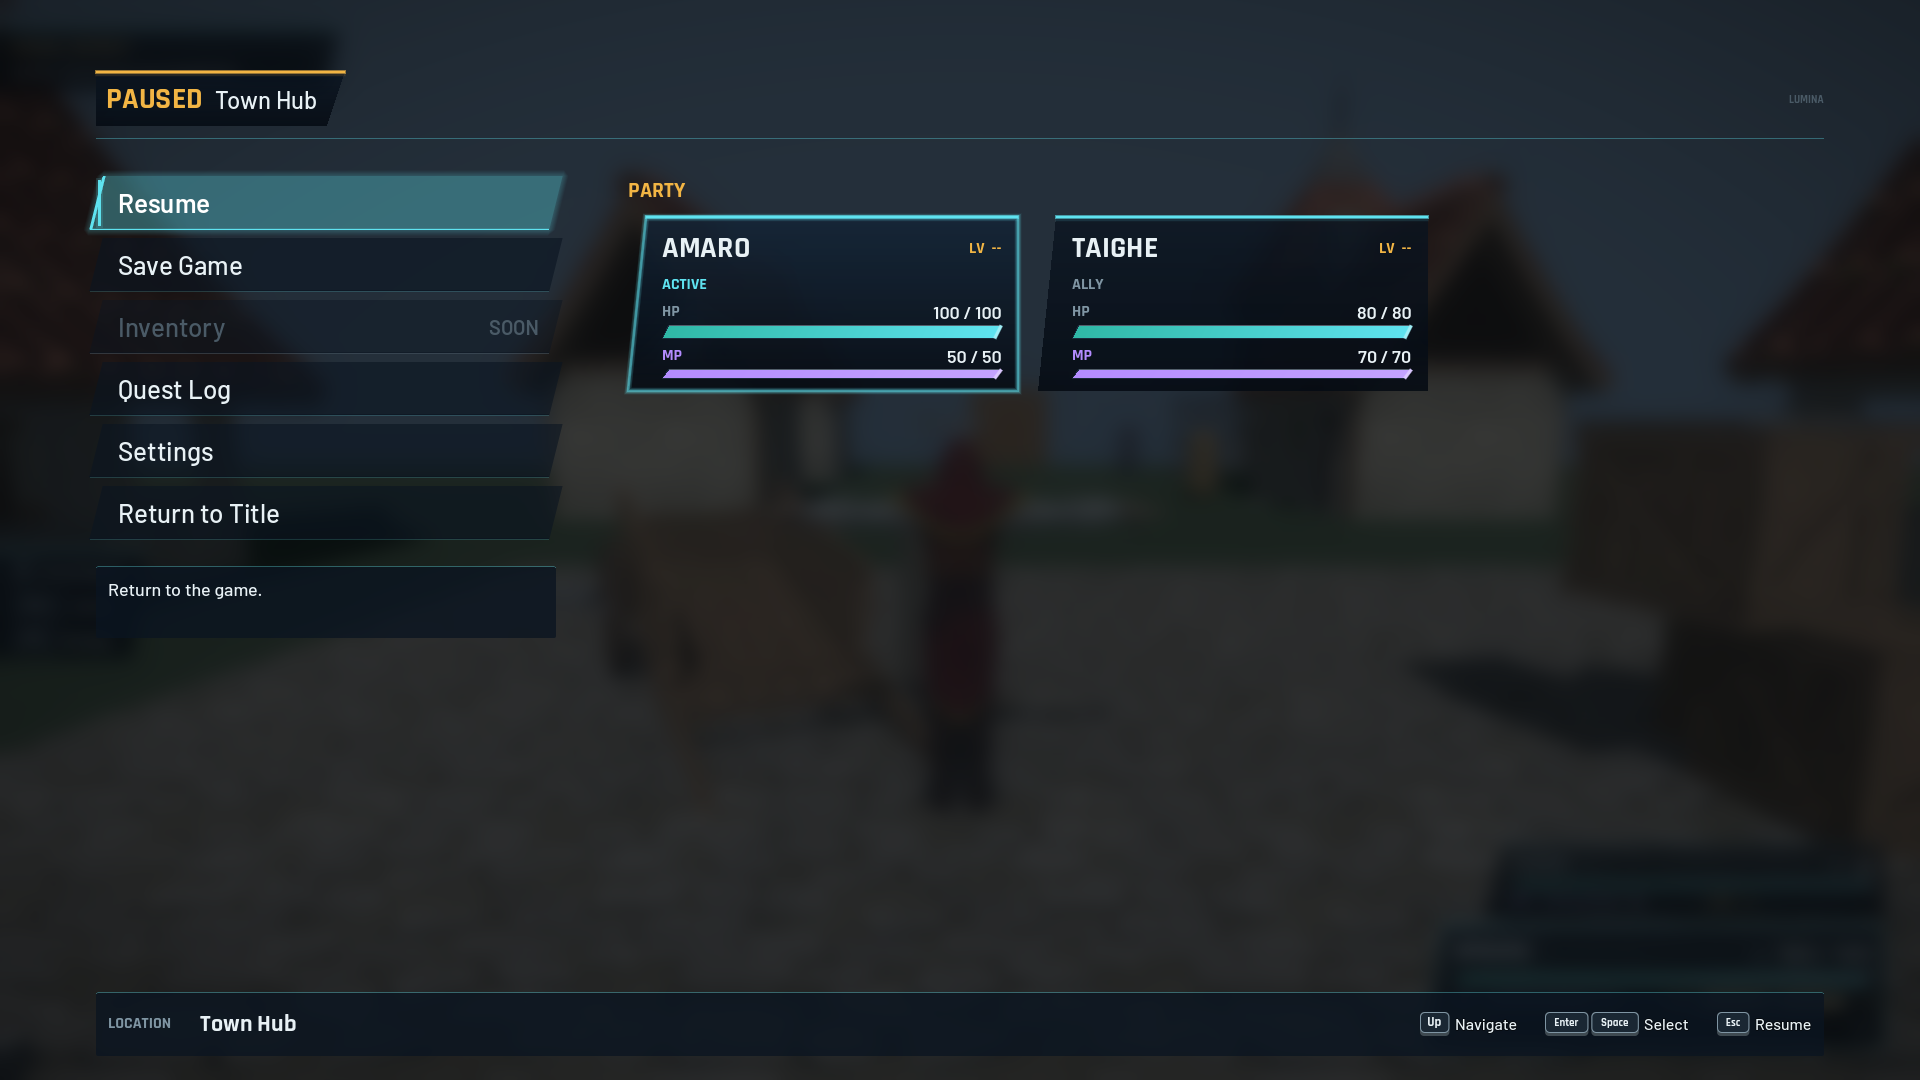 PAUSED Town Hub
LUMINA
Resume
Save Game
Inventory SOON
Quest Log
Settings
Return to Title
Return to the game.
PARTY
AMARO LV --
ACTIVE
HP 100 / 100
MP 50 / 50
TAIGHE LV --
ALLY
HP 80 / 80
MP 70 / 70
LOCATION Town Hub
Up Navigate Enter Space Select Esc Resume